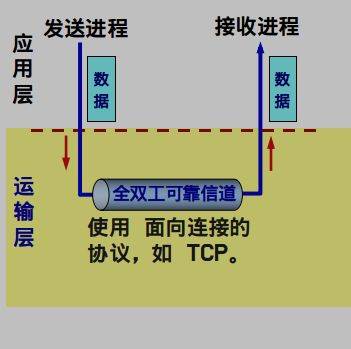 发送进程 接收进程
应用层
数据
数据
运输层
全双工可靠信道
使用 面向连接的
协议，如 TCP。